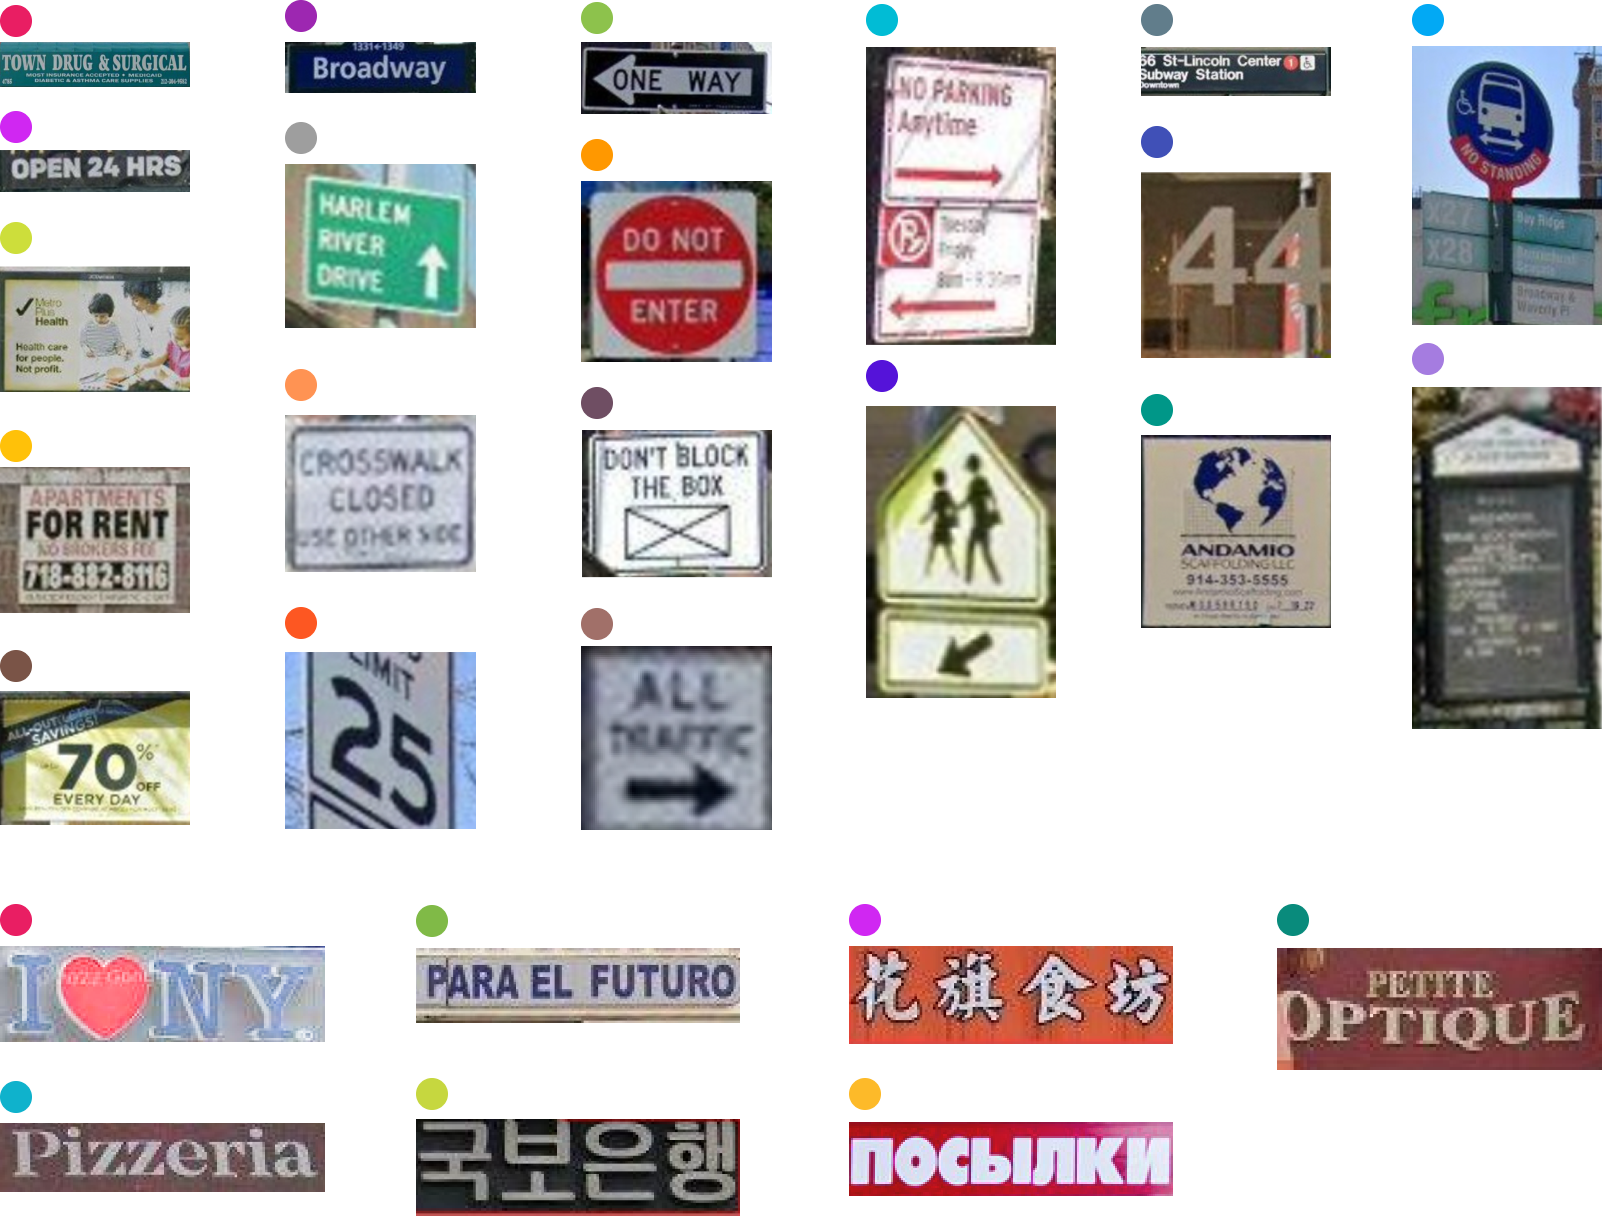 TOWN DRUG & SURGICAL
MOST INSURANCE ACCEPTED • MEDICAID
DIABETIC & ASTHMA CARE SUPPLIES
OPEN 24 HRS
Metro
Plus
Health
Health care
for people.
Not profit.
APARTMENTS
FOR RENT
NO BROKERS FEE
718-882-8116
ALL-OUT
SAVINGS!
70%
OFF
EVERY DAY
1331←1349
Broadway
HARLEM
RIVER
DRIVE
CROSSWALK
CLOSED
USE OTHER SIDE
LIMIT
25
ONE WAY
DO NOT
ENTER
DON'T BLOCK
THE BOX
ALL
TRAFFIC
NO PARKING
Anytime
Tuesday
Friday
66 St-Lincoln Center 1
Subway Station
Downtown
44
ANDAMIO
SCAFFOLDING LLC
914-353-5555
www.AndamioScaffolding.com
NO STANDING
X27
Bay Ridge
X28
Broadway &
Waverly Pl
I NY
PARA EL FUTURO
花旗食坊
PETITE
OPTIQUE
Pizzeria
국보은행
ПОСЫЛКИ